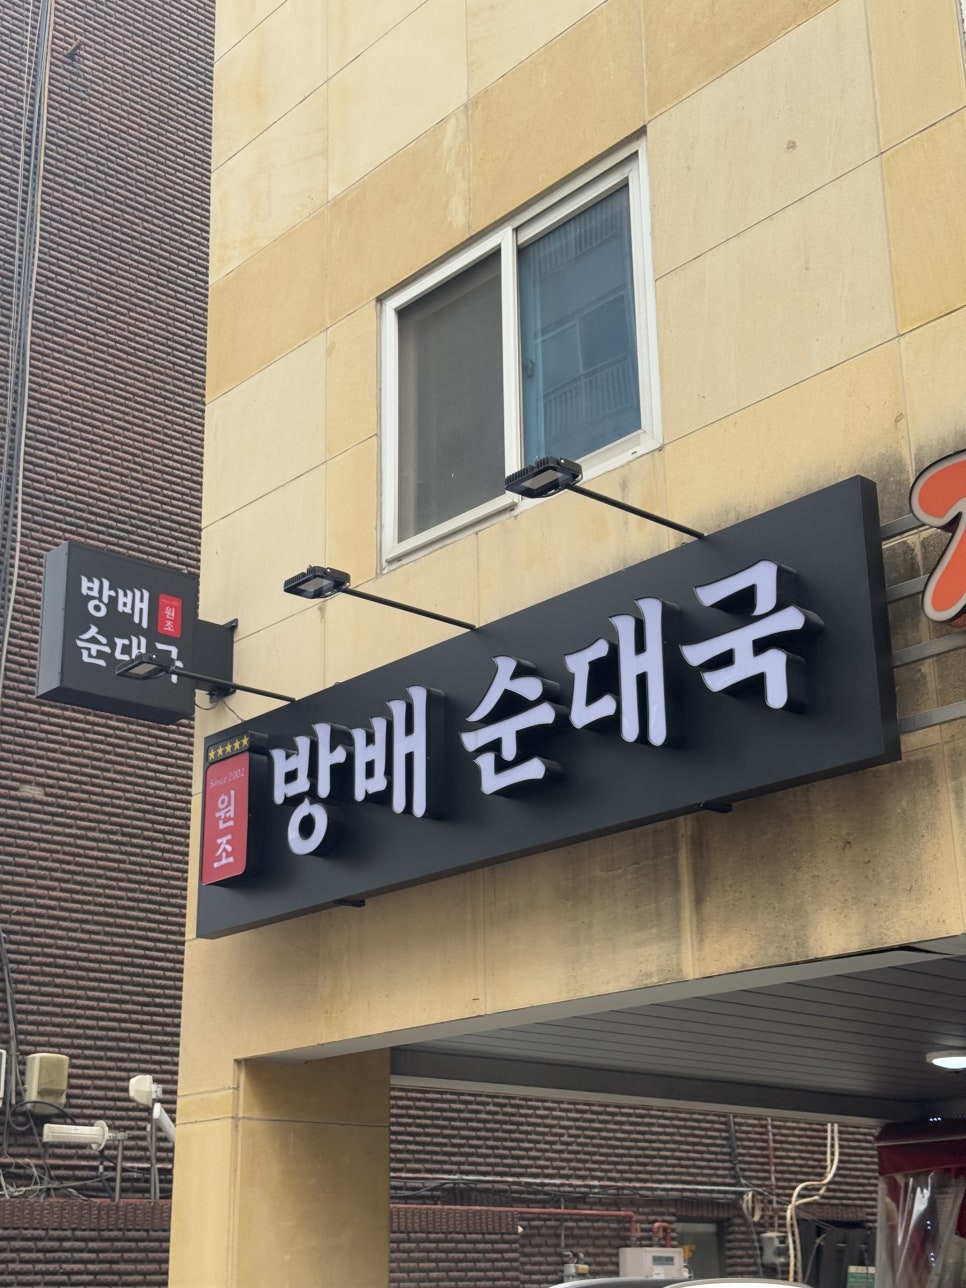 방배
순대국
원조
Since 2002
원조
방배 순대국